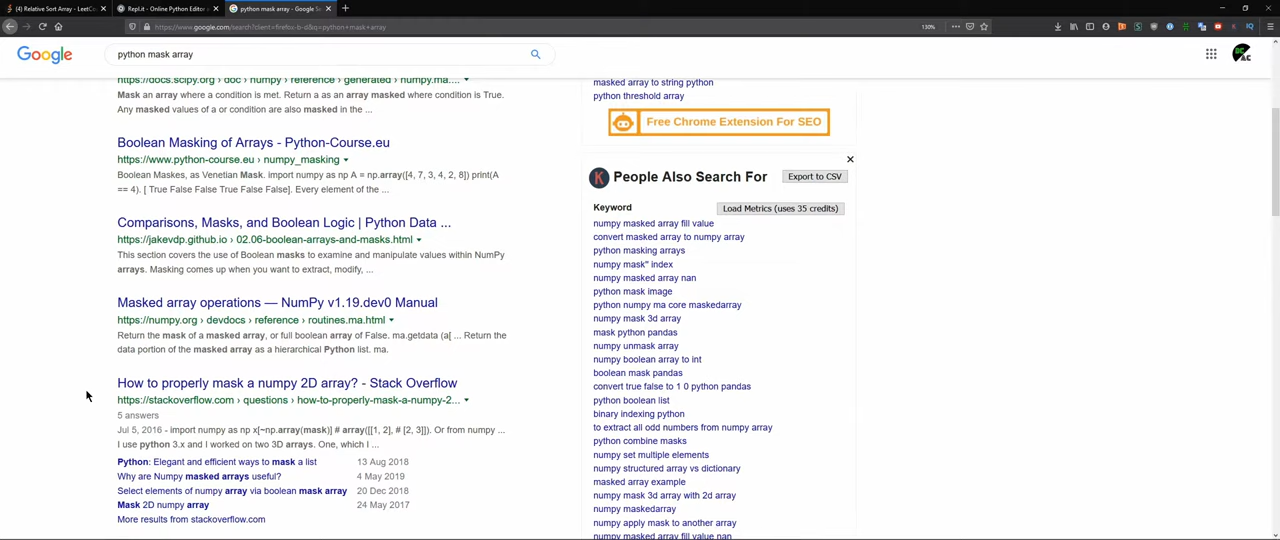 (4) Relative Sort Array - LeetC
Repl.it - Online Python Editor
python mask array - Google S
https://www.google.com/search?client=firefox-b-d&q=python+mask+array
130%
Google
python mask array
https://docs.scipy.org › doc › numpy › reference › generated › numpy.ma....
Mask an array where a condition is met. Return a as an array masked where condition is True.
Any masked values of a or condition are also masked in the ...
Boolean Masking of Arrays - Python-Course.eu
https://www.python-course.eu › numpy_masking
Boolean Maskes, as Venetian Mask. import numpy as np A = np.array([4, 7, 3, 4, 2, 8]) print(A
== 4). [ True False False True False False]. Every element of the ...
Comparisons, Masks, and Boolean Logic | Python Data ...
https://jakevdp.github.io › 02.06-boolean-arrays-and-masks.html
This section covers the use of Boolean masks to examine and manipulate values within NumPy
arrays. Masking comes up when you want to extract, modify, ...
Masked array operations — NumPy v1.19.dev0 Manual
https://numpy.org › devdocs › reference › routines.ma.html
Return the mask of a masked array, or full boolean array of False. ma.getdata (a[ ... Return the
data portion of the masked array as a hierarchical Python list. ma.
How to properly mask a numpy 2D array? - Stack Overflow
https://stackoverflow.com › questions › how-to-properly-mask-a-numpy-2...
5 answers
Jul 5, 2016 - import numpy as np x[~np.array(mask)] # array([[1, 2], # [2, 3]]). Or from numpy ...
I use python 3.x and I worked on two 3D arrays. One, which I ...
Python: Elegant and efficient ways to mask a list 13 Aug 2018
Why are Numpy masked arrays useful? 4 May 2019
Select elements of numpy array via boolean mask array 20 Dec 2018
Mask 2D numpy array 24 May 2017
More results from stackoverflow.com
masked array to string python
python threshold array
Free Chrome Extension For SEO
K People Also Search For
Export to CSV
Keyword
Load Metrics (uses 35 credits)
numpy masked array fill value
convert masked array to numpy array
python masking arrays
numpy mask" index
numpy masked array nan
python mask image
python numpy ma core maskedarray
numpy mask 3d array
mask python pandas
numpy unmask array
numpy boolean array to int
boolean mask pandas
convert true false to 1 0 python pandas
python boolean list
binary indexing python
to extract all odd numbers from numpy array
python combine masks
numpy set multiple elements
numpy structured array vs dictionary
masked array example
numpy mask 3d array with 2d array
numpy maskedarray
numpy apply mask to another array
numpy masked array fill value nan